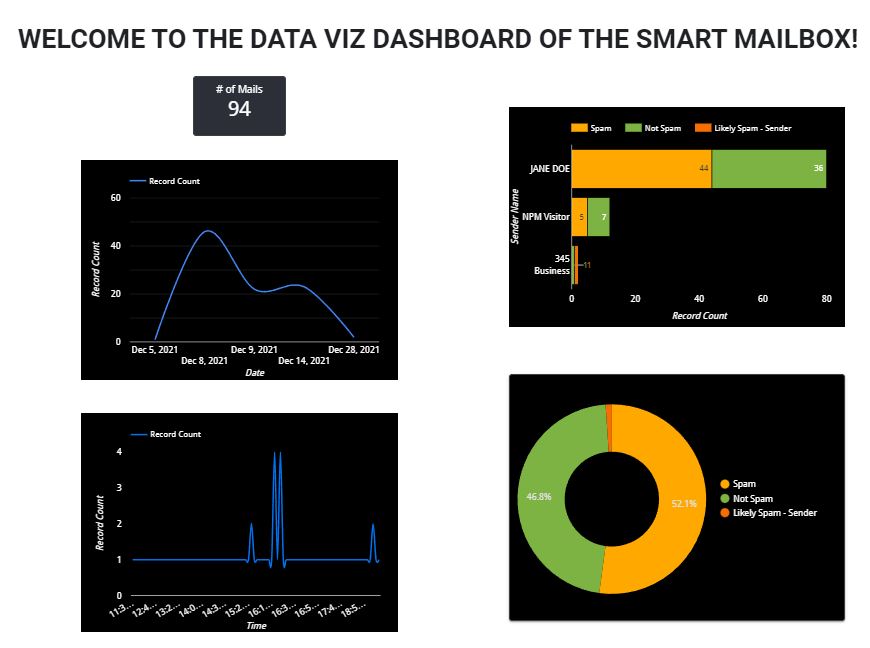 WELCOME TO THE DATA VIZ DASHBOARD OF THE SMART MAILBOX!
# of Mails
94
Record Count
60
40
20
0
Record Count
Dec 5, 2021
Dec 8, 2021
Dec 9, 2021
Dec 14, 2021
Dec 28, 2021
Date
Spam
Not Spam
Likely Spam - Sender
Sender Name
JANE DOE
44
36
NPM Visitor
5
7
345
Business
11
0
20
40
60
80
Record Count
Record Count
4
3
2
1
0
Record Count
11:3...
12:4...
13:2...
14:0...
14:3...
15:2...
16:1...
16:3...
16:5...
17:4...
18:5...
Time
46.8%
52.1%
Spam
Not Spam
Likely Spam - Sender